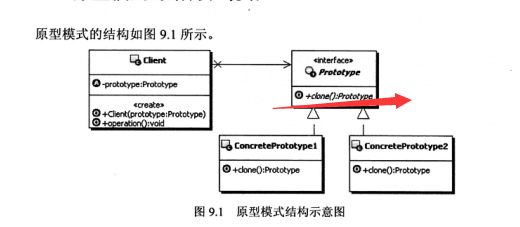 原型模式的结构如图 9.1 所示。
Client
-prototype:Prototype
«create»
+Client(prototype:Prototype)
+operation():void
«interface»
Prototype
+clone():Prototype
ConcretePrototype1
+clone():Prototype
ConcretePrototype2
+clone():Prototype
图 9.1 原型模式结构示意图